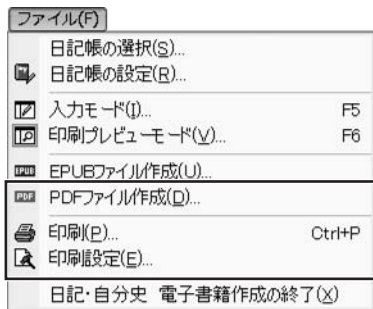 ファイル(F)
日記帳の選択(S)...
日記帳の設定(R)...
入力モード(I)... F5
印刷プレビューモード(V)... F6
EPUB EPUBファイル作成(U)...
PDF PDFファイル作成(D)...
印刷(P)... Ctrl+P
印刷設定(E)...
日記・自分史 電子書籍作成の終了(X)